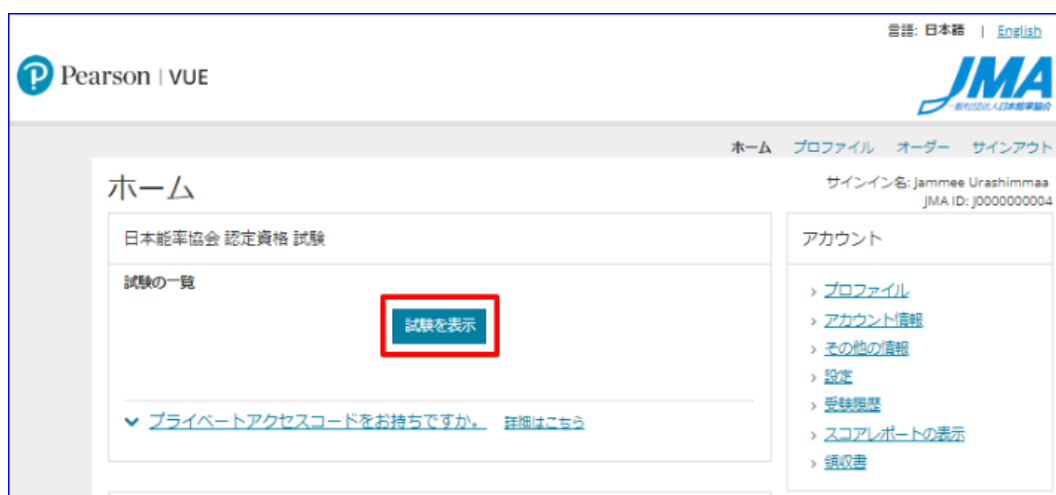 言語: 日本語 | English
Pearson | VUE
JMA
一般社団法人日本能率協会
ホーム プロファイル オーダー サインアウト
ホーム
サインイン名: Jammee Urashimmaa
JMA ID: J0000000004
日本能率協会 認定資格 試験
試験の一覧
試験を表示
プライベートアクセスコードをお持ちですか。 詳細はこちら
アカウント
プロファイル
アカウント情報
その他の情報
設定
受験履歴
スコアレポートの表示
領収書